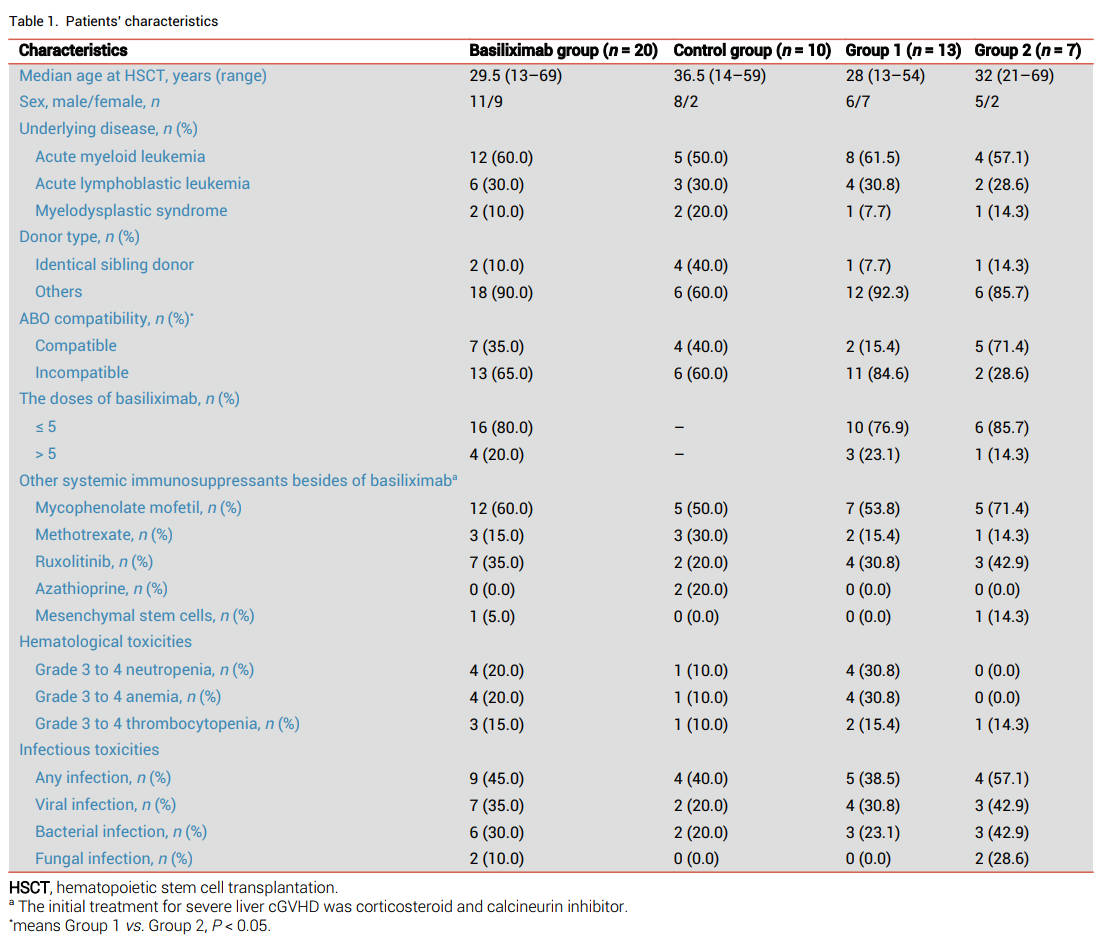 Table 1. Patients' characteristics
Characteristics Basiliximab group (n = 20) Control group (n = 10) Group 1 (n = 13) Group 2 (n = 7)
Median age at HSCT, years (range) 29.5 (13–69) 36.5 (14–59) 28 (13–54) 32 (21–69)
Sex, male/female, n 11/9 8/2 6/7 5/2
Underlying disease, n (%)
Acute myeloid leukemia 12 (60.0) 5 (50.0) 8 (61.5) 4 (57.1)
Acute lymphoblastic leukemia 6 (30.0) 3 (30.0) 4 (30.8) 2 (28.6)
Myelodysplastic syndrome 2 (10.0) 2 (20.0) 1 (7.7) 1 (14.3)
Donor type, n (%)
Identical sibling donor 2 (10.0) 4 (40.0) 1 (7.7) 1 (14.3)
Others 18 (90.0) 6 (60.0) 12 (92.3) 6 (85.7)
ABO compatibility, n (%)*
Compatible 7 (35.0) 4 (40.0) 2 (15.4) 5 (71.4)
Incompatible 13 (65.0) 6 (60.0) 11 (84.6) 2 (28.6)
The doses of basiliximab, n (%)
≤ 5 16 (80.0) – 10 (76.9) 6 (85.7)
> 5 4 (20.0) – 3 (23.1) 1 (14.3)
Other systemic immunosuppressants besides of basiliximabᵃ
Mycophenolate mofetil, n (%) 12 (60.0) 5 (50.0) 7 (53.8) 5 (71.4)
Methotrexate, n (%) 3 (15.0) 3 (30.0) 2 (15.4) 1 (14.3)
Ruxolitinib, n (%) 7 (35.0) 2 (20.0) 4 (30.8) 3 (42.9)
Azathioprine, n (%) 0 (0.0) 2 (20.0) 0 (0.0) 0 (0.0)
Mesenchymal stem cells, n (%) 1 (5.0) 0 (0.0) 0 (0.0) 1 (14.3)
Hematological toxicities
Grade 3 to 4 neutropenia, n (%) 4 (20.0) 1 (10.0) 4 (30.8) 0 (0.0)
Grade 3 to 4 anemia, n (%) 4 (20.0) 1 (10.0) 4 (30.8) 0 (0.0)
Grade 3 to 4 thrombocytopenia, n (%) 3 (15.0) 1 (10.0) 2 (15.4) 1 (14.3)
Infectious toxicities
Any infection, n (%) 9 (45.0) 4 (40.0) 5 (38.5) 4 (57.1)
Viral infection, n (%) 7 (35.0) 2 (20.0) 4 (30.8) 3 (42.9)
Bacterial infection, n (%) 6 (30.0) 2 (20.0) 3 (23.1) 3 (42.9)
Fungal infection, n (%) 2 (10.0) 0 (0.0) 0 (0.0) 2 (28.6)
HSCT, hematopoietic stem cell transplantation.
ᵃ The initial treatment for severe liver cGVHD was corticosteroid and calcineurin inhibitor.
*means Group 1 vs. Group 2, P < 0.05.